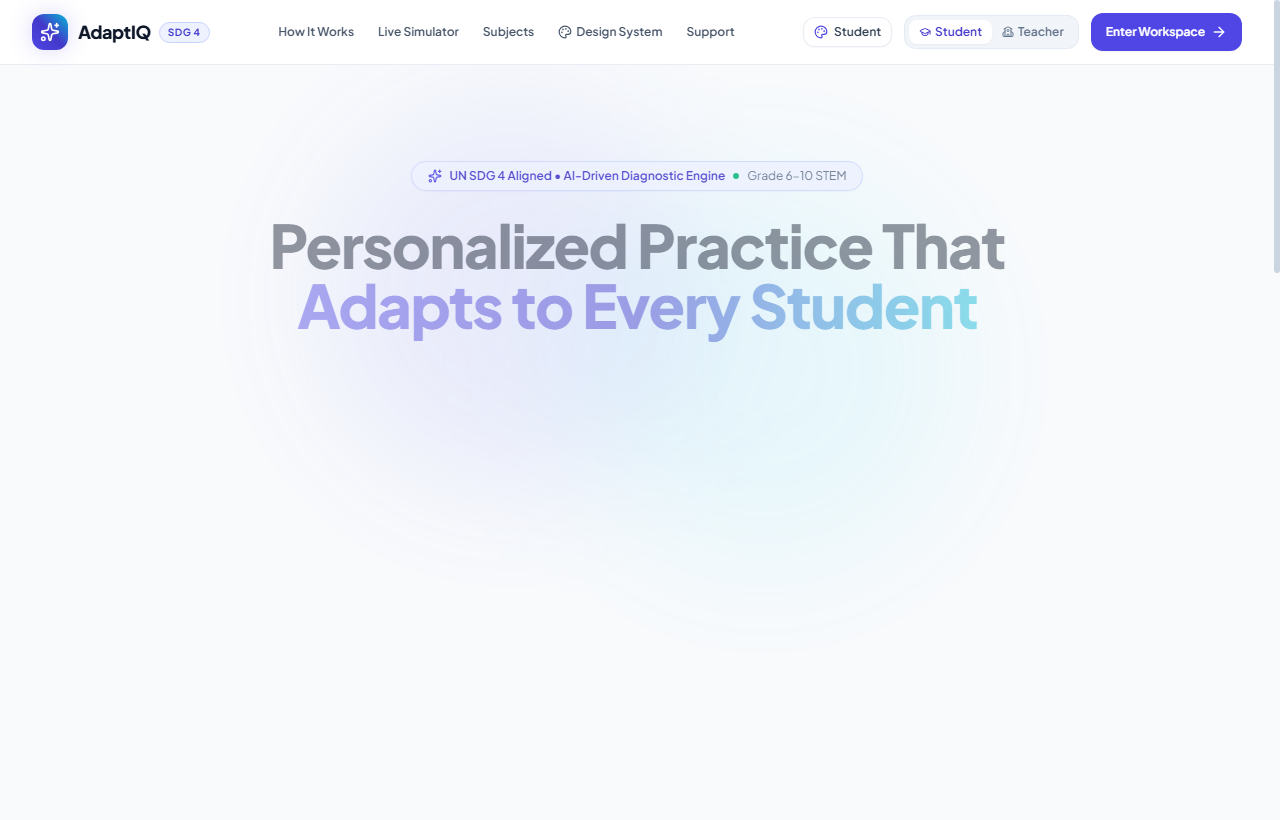 AdaptIQ SDG 4 How It Works Live Simulator Subjects Design System Support Student Student Teacher Enter Workspace →
UN SDG 4 Aligned • AI-Driven Diagnostic Engine Grade 6–10 STEM
Personalized Practice That
Adapts to Every Student